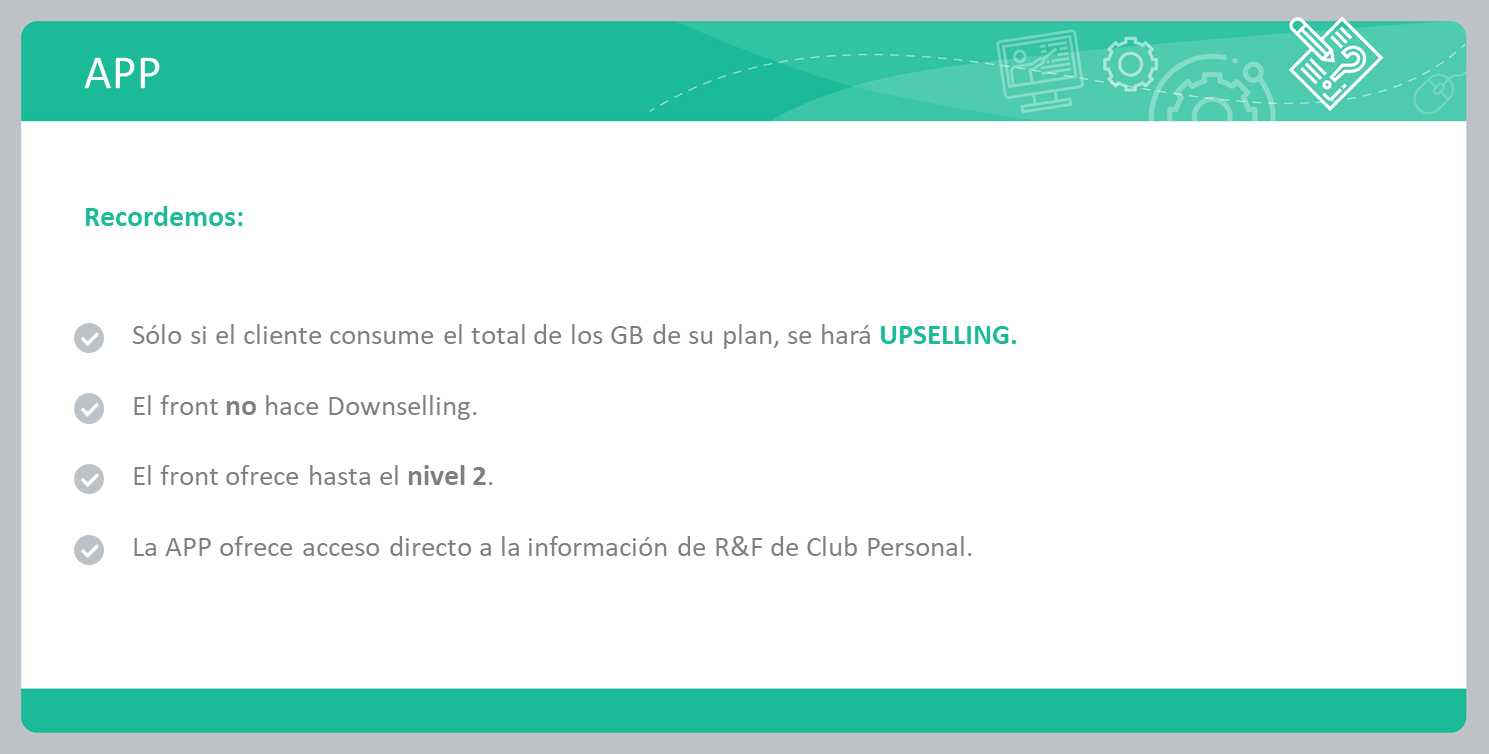 APP
Recordemos:
Sólo si el cliente consume el total de los GB de su plan, se hará UPSELLING.
El front no hace Downselling.
El front ofrece hasta el nivel 2.
La APP ofrece acceso directo a la información de R&F de Club Personal.